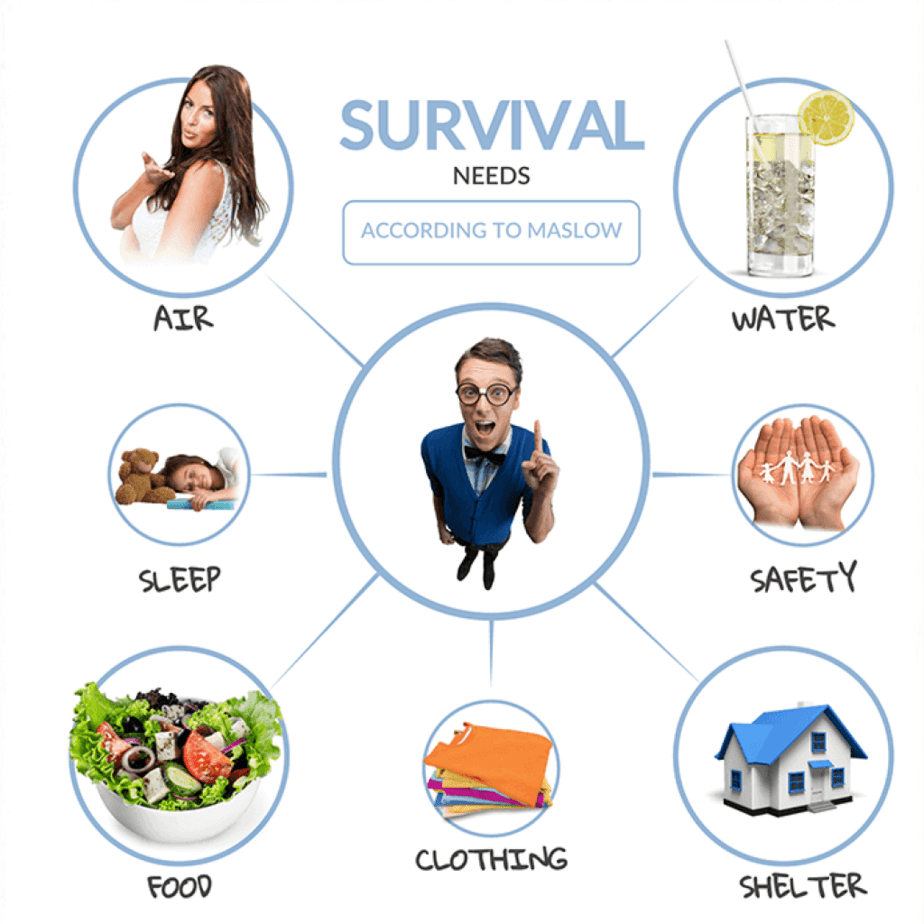 SURVIVAL
NEEDS
ACCORDING TO MASLOW
AIR
WATER
SLEEP
SAFETY
FOOD
CLOTHING
SHELTER